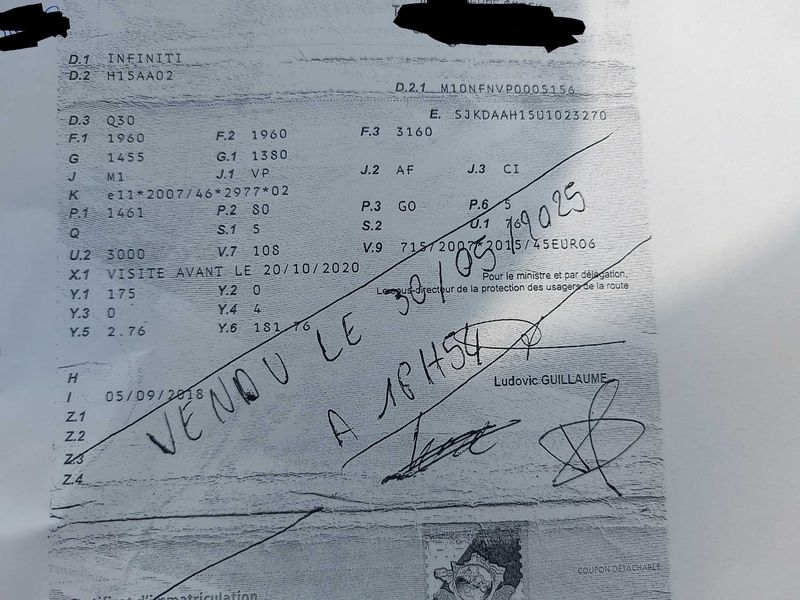 D.1 INFINITI
D.2 H15AA02
D.2.1 M10NFNVP0005156
D.3 Q30
E. SJKDAAH15U1023270
F.1 1960 F.2 1960 F.3 3160
G 1455 G.1 1380
J M1 J.1 VP J.2 AF J.3 CI
K e11*2007/46*2977*02
P.1 1461 P.2 80 P.3 GO P.6 5
Q S.1 5 S.2 U.1
U.2 3000 V.7 108 V.9 715/2007*2015/45EURO6
X.1 VISITE AVANT LE 20/10/2020
Y.1 175 Y.2 0
Y.3 0 Y.4 4
Y.5 2.76 Y.6 181.76
Pour le ministre et par délégation,
Le sous-directeur de la protection des usagers de la route
Ludovic GUILLAUME
H
I 05/09/2018
Z.1
Z.2
Z.3
Z.4
VENDU LE 30/05/2025
A 18H54
COUPON DÉTACHABLE
Certificat d'immatriculation